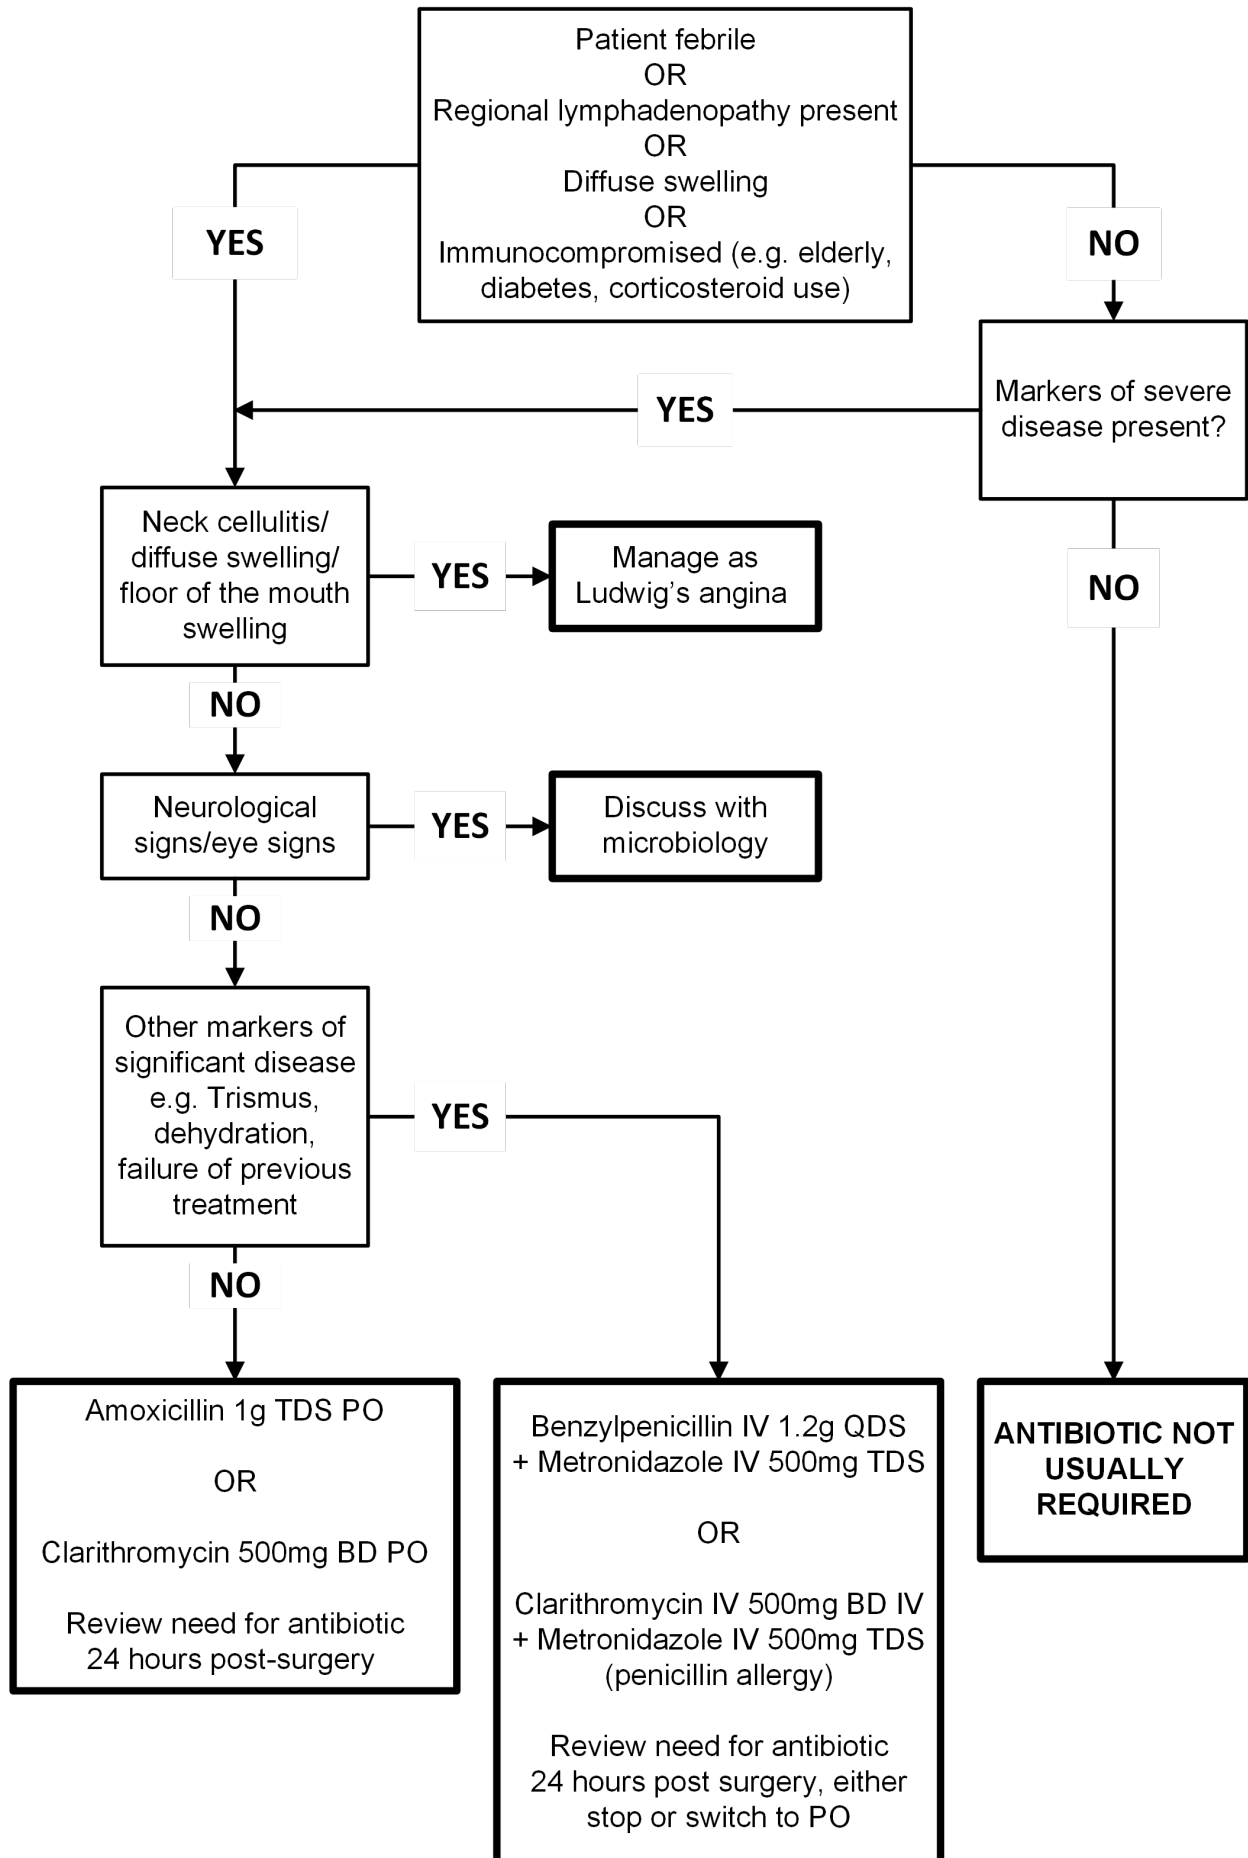 Patient febrile
OR
Regional lymphadenopathy present
OR
Diffuse swelling
OR
Immunocompromised (e.g. elderly,
diabetes, corticosteroid use)
YES
NO
Markers of severe
disease present?
YES
NO
Neck cellulitis/
diffuse swelling/
floor of the mouth
swelling
YES
Manage as
Ludwig's angina
NO
Neurological
signs/eye signs
YES
Discuss with
microbiology
NO
Other markers of
significant disease
e.g. Trismus,
dehydration,
failure of previous
treatment
YES
NO
Amoxicillin 1g TDS PO
OR
Clarithromycin 500mg BD PO
Review need for antibiotic
24 hours post-surgery
Benzylpenicillin IV 1.2g QDS
+ Metronidazole IV 500mg TDS
OR
Clarithromycin IV 500mg BD IV
+ Metronidazole IV 500mg TDS
(penicillin allergy)
Review need for antibiotic
24 hours post surgery, either
stop or switch to PO
ANTIBIOTIC NOT
USUALLY
REQUIRED